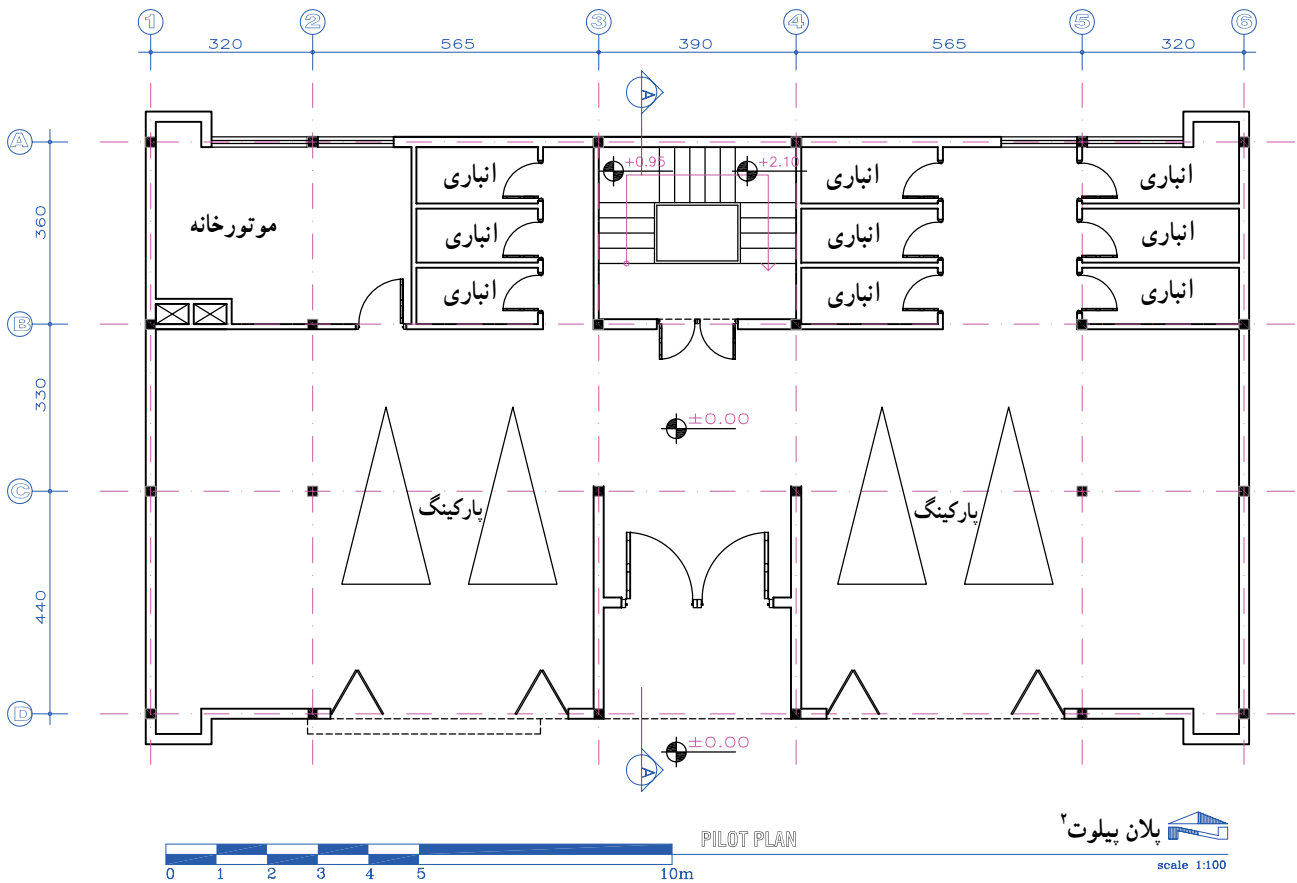 1 2 3 4 5 6
320 565 390 565 320
A
A
+0.95 +2.10
انباری انباری انباری
360
موتورخانه
انباری انباری انباری
انباری انباری انباری
B
±0.00
330
C
پارکینگ پارکینگ
440
D
±0.00
A
پلان پیلوت۲
PILOT PLAN
scale 1:100
0 1 2 3 4 5 10m